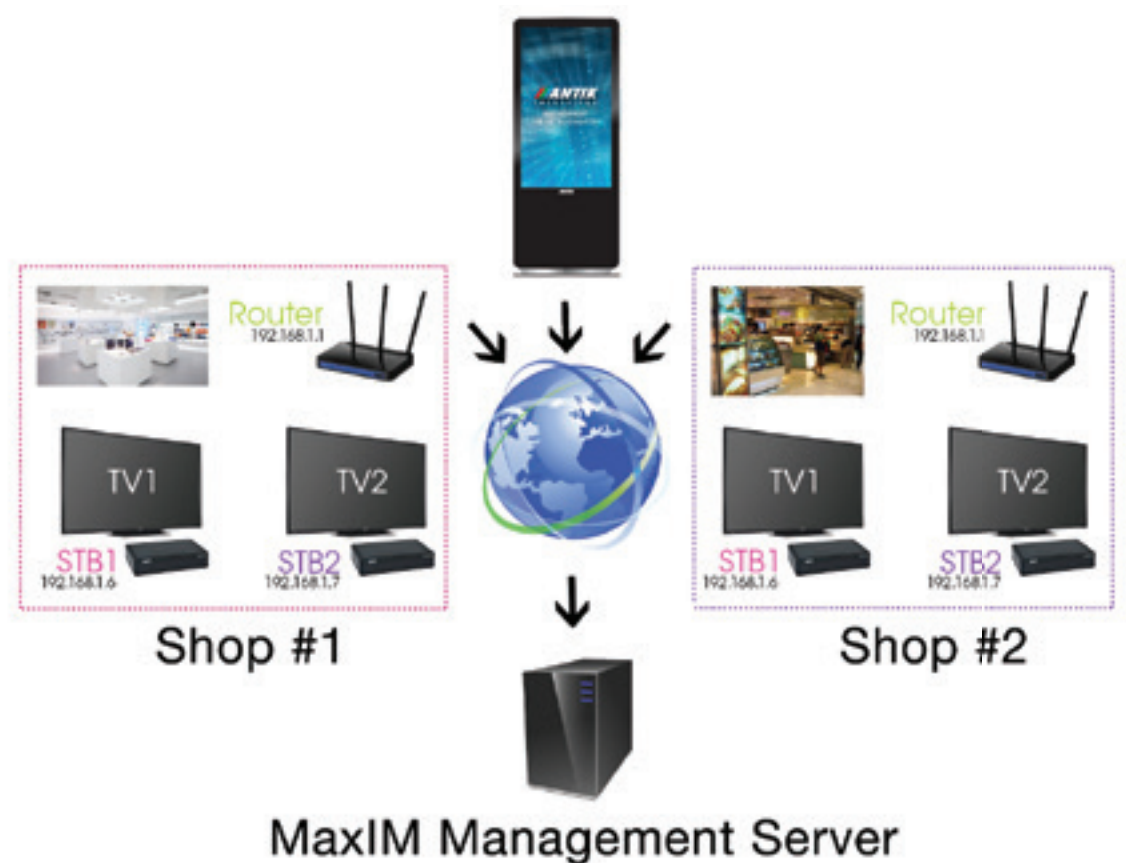 ANTIK
Router
192.168.1.1
TV1
TV2
STB1
192.168.1.6
STB2
192.168.1.7
Shop #1
Router
192.168.1.1
TV1
TV2
STB1
192.168.1.6
STB2
192.168.1.7
Shop #2
MaxIM Management Server